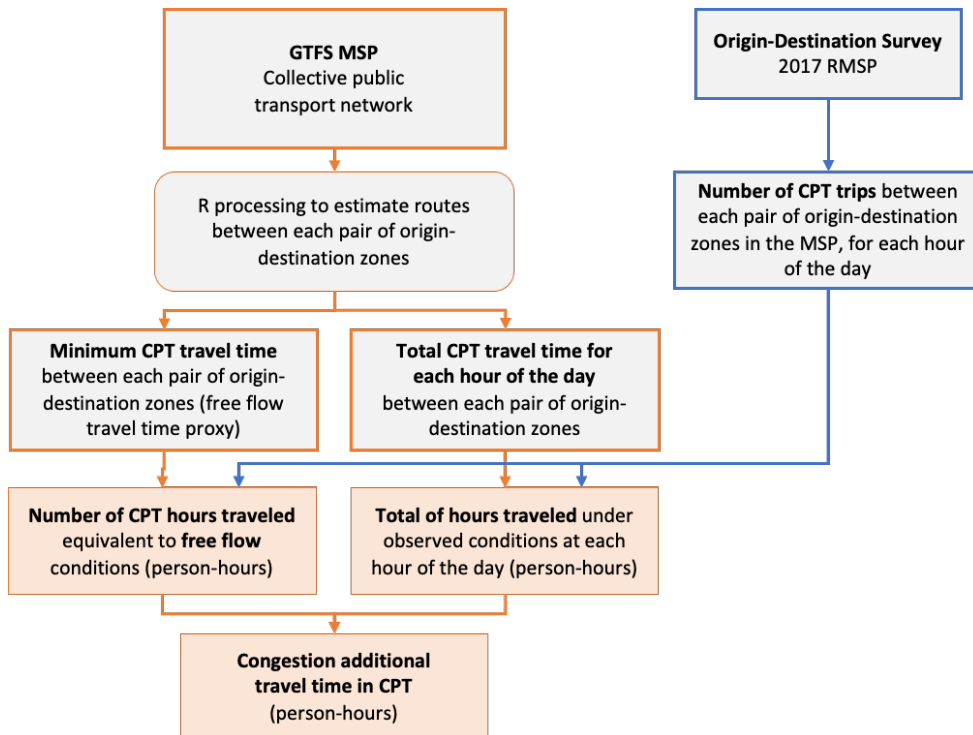 GTFS MSP
Collective public
transport network
Origin-Destination Survey
2017 RMSP
R processing to estimate routes
between each pair of origin-
destination zones
Number of CPT trips between
each pair of origin-destination
zones in the MSP, for each hour
of the day
Minimum CPT travel time
between each pair of origin-
destination zones (free flow
travel time proxy)
Total CPT travel time for
each hour of the day
between each pair of origin-
destination zones
Number of CPT hours traveled
equivalent to free flow
conditions (person-hours)
Total of hours traveled under
observed conditions at each
hour of the day (person-hours)
Congestion additional
travel time in CPT
(person-hours)